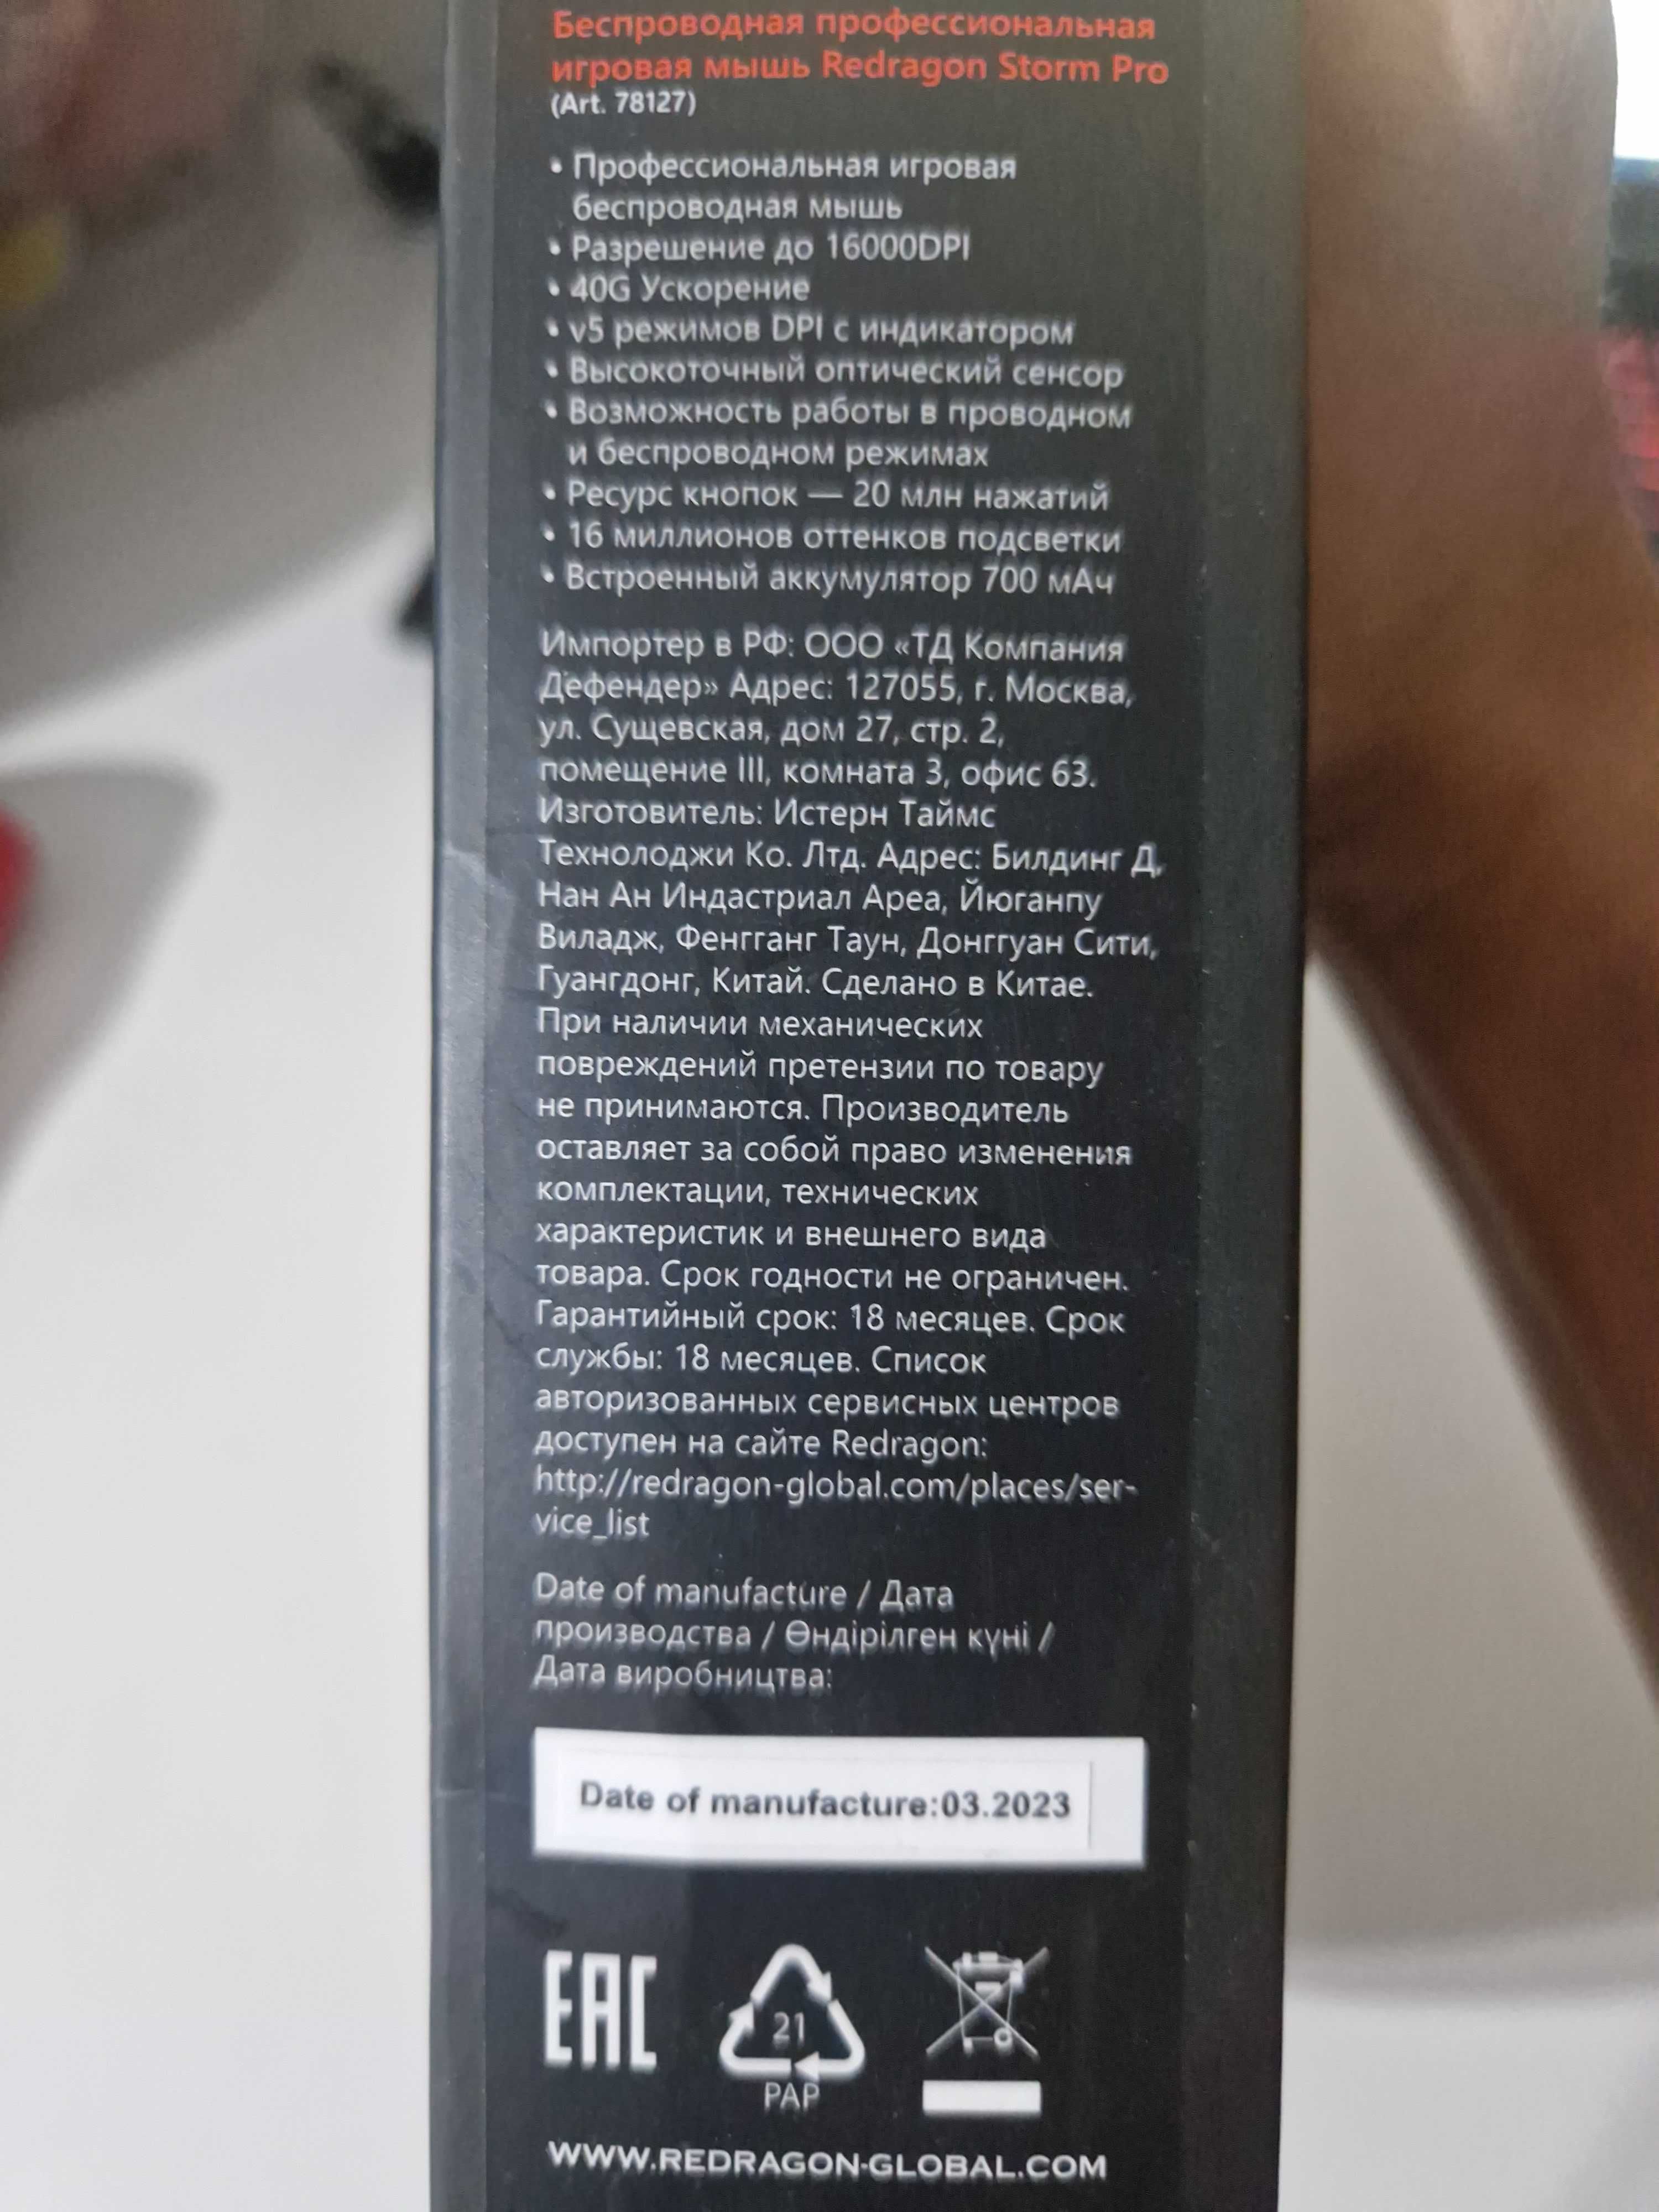 Беспроводная профессиональная
игровая мышь Redragon Storm Pro
(Art. 78127)
• Профессиональная игровая
беспроводная мышь
• Разрешение до 16000DPI
• 40G Ускорение
• v5 режимов DPI с индикатором
• Высокоточный оптический сенсор
• Возможность работы в проводном
и беспроводном режимах
• Ресурс кнопок — 20 млн нажатий
• 16 миллионов оттенков подсветки
• Встроенный аккумулятор 700 мАч
Импортер в РФ: ООО «ТД Компания
Дефендер» Адрес: 127055, г. Москва,
ул. Сущевская, дом 27, стр. 2,
помещение III, комната 3, офис 63.
Изготовитель: Истерн Таймс
Технолоджи Ко. Лтд. Адрес: Билдинг Д,
Нан Ан Индастриал Ареа, Йюганпу
Виладж, Фенгганг Таун, Донггуан Сити,
Гуангдонг, Китай. Сделано в Китае.
При наличии механических
повреждений претензии по товару
не принимаются. Производитель
оставляет за собой право изменения
комплектации, технических
характеристик и внешнего вида
товара. Срок годности не ограничен.
Гарантийный срок: 18 месяцев. Срок
службы: 18 месяцев. Список
авторизованных сервисных центров
доступен на сайте Redragon:
http://redragon-global.com/places/ser-
vice_list
Date of manufacture / Дата
производства / Өндірілген күні /
Дата виробництва:
Date of manufacture:03.2023
EAC
21
PAP
WWW.REDRAGON-GLOBAL.COM